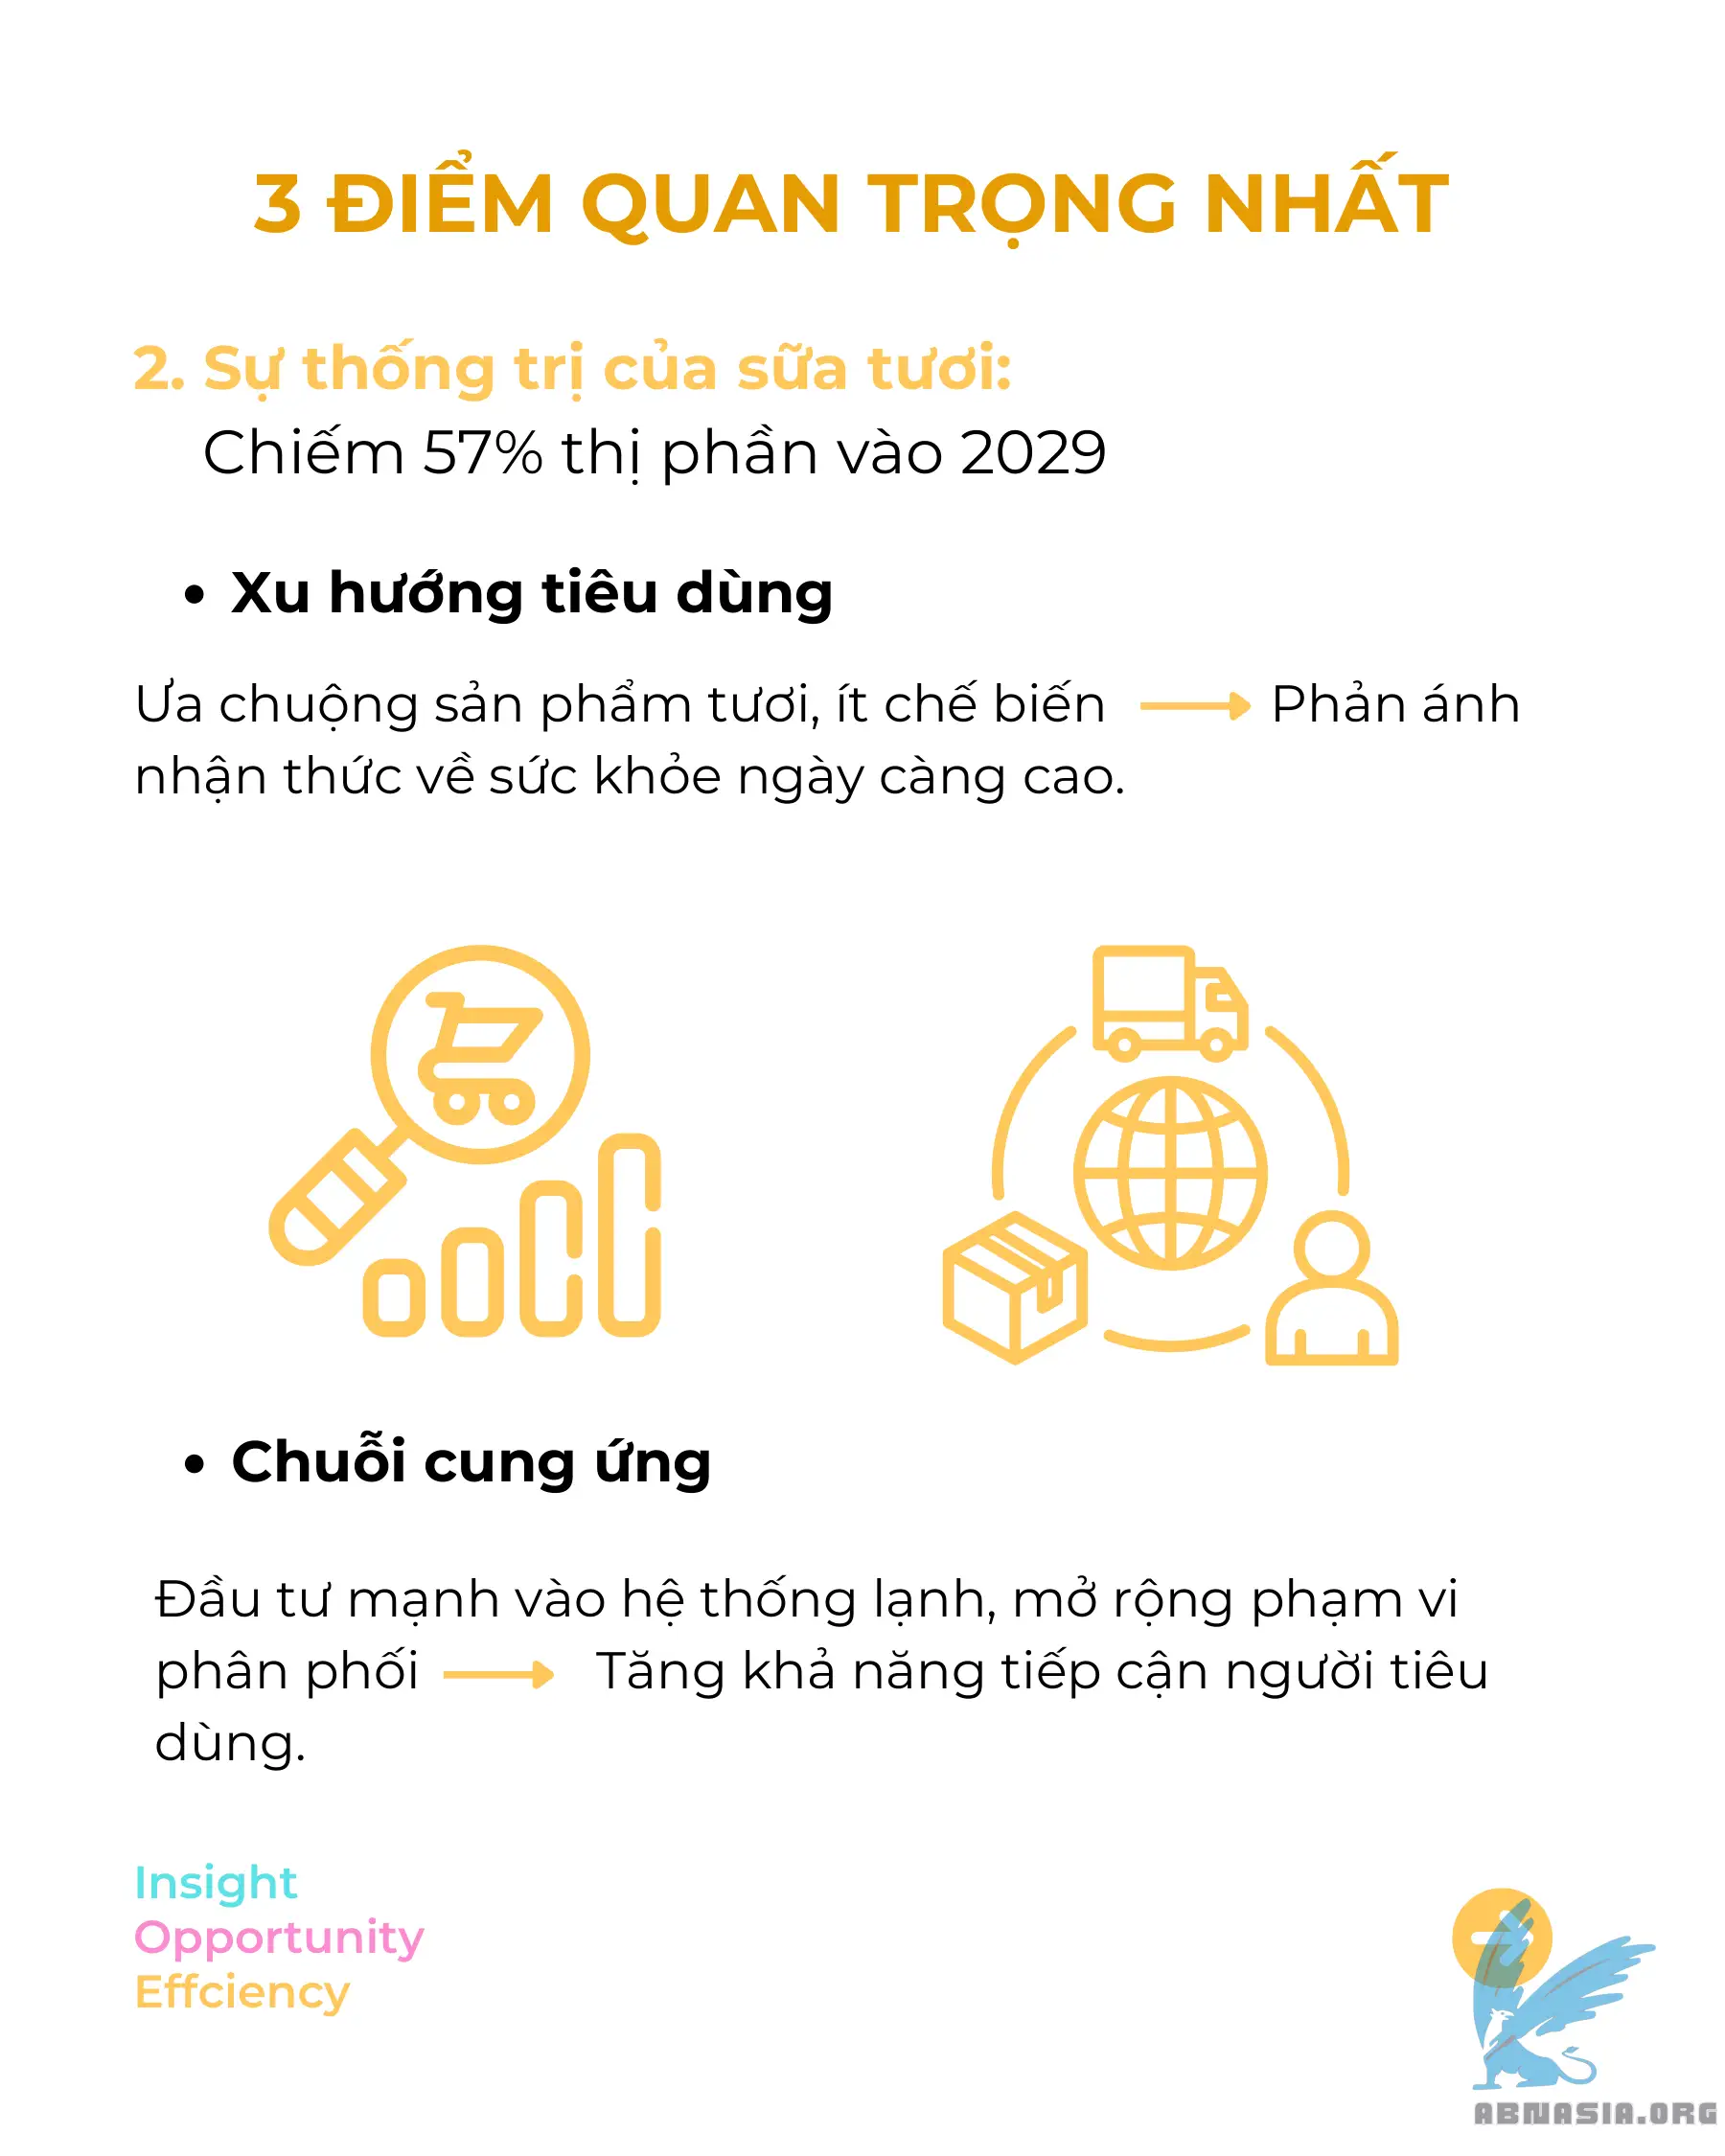 3 ĐIỂM QUAN TRỌNG NHẤT
2. Sự thống trị của sữa tươi:
Chiếm 57% thị phần vào 2029
• Xu hướng tiêu dùng
Ưa chuộng sản phẩm tươi, ít chế biến → Phản ánh
nhận thức về sức khỏe ngày càng cao.
• Chuỗi cung ứng
Đầu tư mạnh vào hệ thống lạnh, mở rộng phạm vi
phân phối → Tăng khả năng tiếp cận người tiêu
dùng.
Insight
Opportunity
Effciency
ABNASIA.ORG